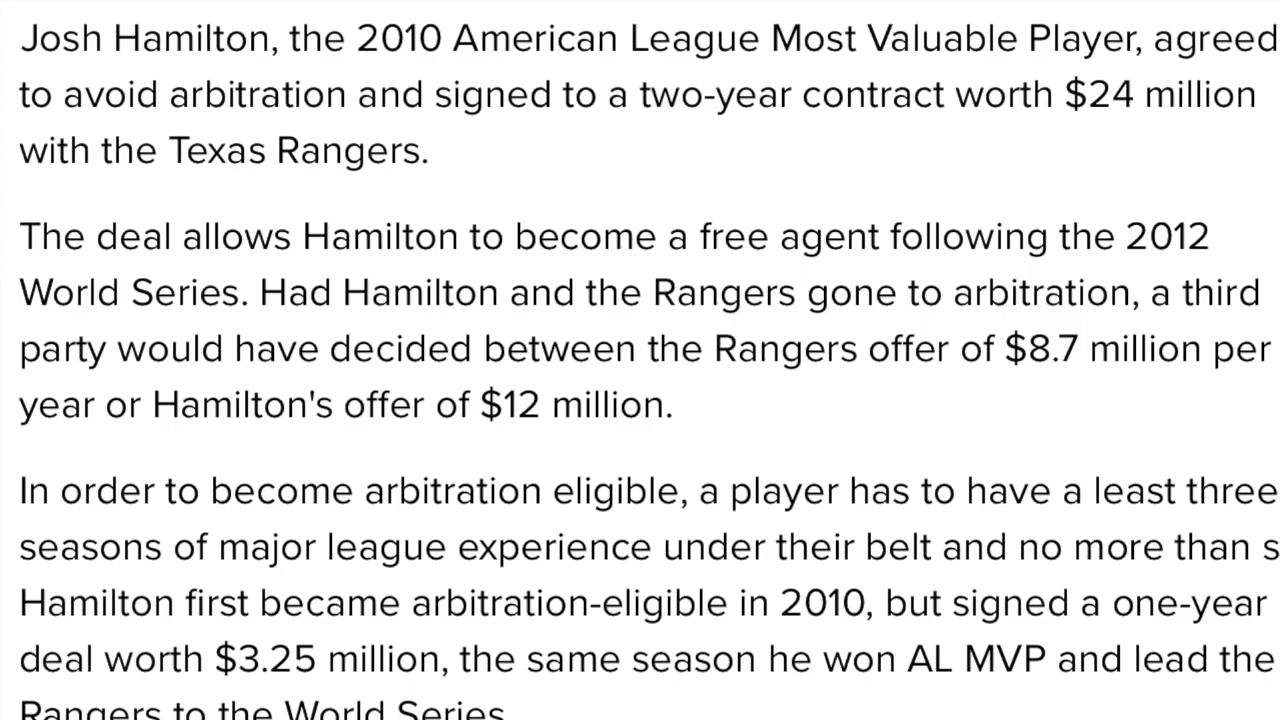 Josh Hamilton, the 2010 American League Most Valuable Player, agreed
to avoid arbitration and signed to a two-year contract worth $24 million
with the Texas Rangers.
The deal allows Hamilton to become a free agent following the 2012
World Series. Had Hamilton and the Rangers gone to arbitration, a third
party would have decided between the Rangers offer of $8.7 million per
year or Hamilton's offer of $12 million.
In order to become arbitration eligible, a player has to have a least three
seasons of major league experience under their belt and no more than
Hamilton first became arbitration-eligible in 2010, but signed a one-year
deal worth $3.25 million, the same season he won AL MVP and lead the
Rangers to the World Series